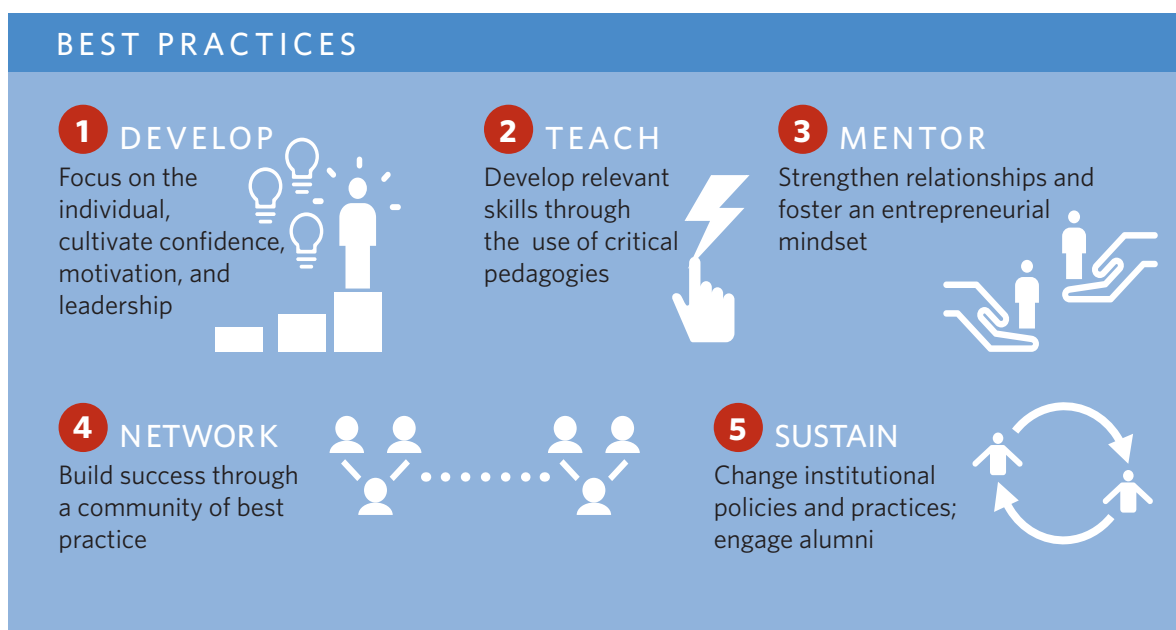 BEST PRACTICES
1 DEVELOP
Focus on the
individual,
cultivate confidence,
motivation, and
leadership
2 TEACH
Develop relevant
skills through
the use of critical
pedagogies
3 MENTOR
Strengthen relationships and
foster an entrepreneurial
mindset
4 NETWORK
Build success through
a community of best
practice
5 SUSTAIN
Change institutional
policies and practices;
engage alumni